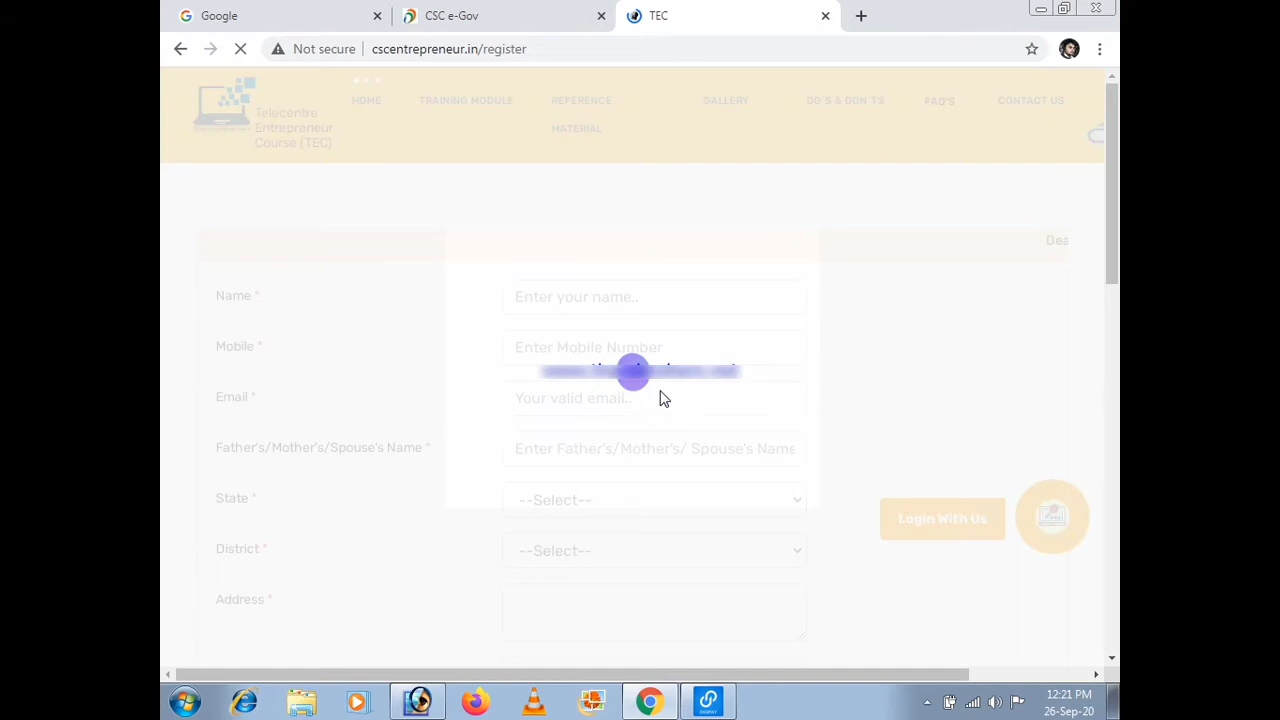 Google
CSC e-Gov
TEC
Not secure
cscentrepreneur.in/register
Telecentre
Entrepreneur
Course (TEC)
HOME
TRAINING MODULE
REFERENCE
MATERIAL
GALLERY
DO'S & DON'TS
FAQ'S
CONTACT US
Dea
Name *
Enter your name..
Mobile *
Enter Mobile Number
Email *
Your valid email..
Father's/Mother's/Spouse's Name *
Enter Father's/Mother's/ Spouse's Name
State *
--Select--
Login With Us
District *
--Select--
Address *
DIGIPAY
12:21 PM
26-Sep-20